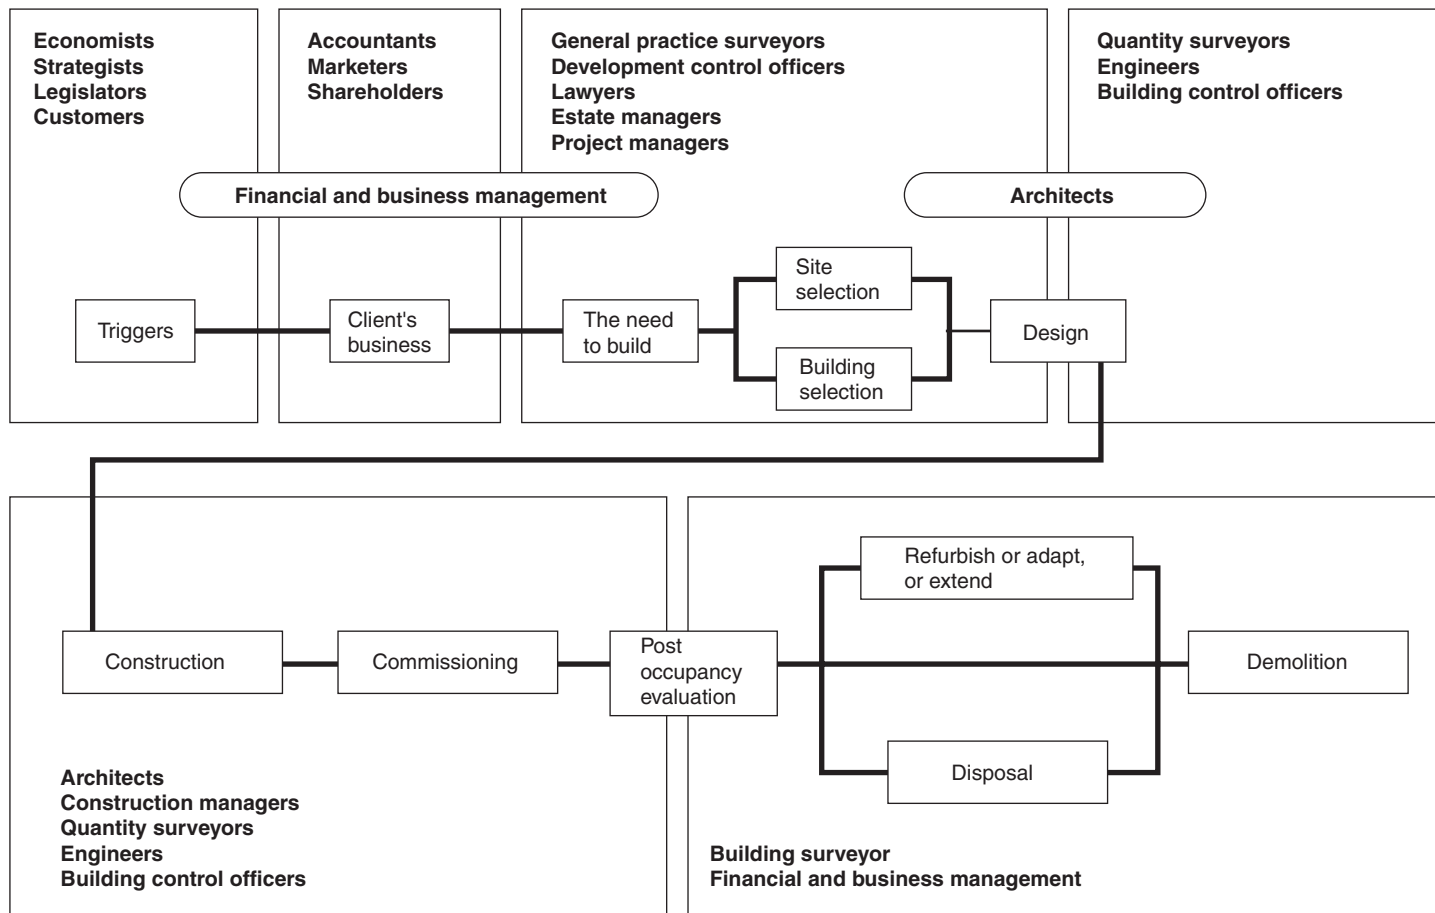 Economists
Strategists
Legislators
Customers
Accountants
Marketers
Shareholders
General practice surveyors
Development control officers
Lawyers
Estate managers
Project managers
Quantity surveyors
Engineers
Building control officers
Financial and business management
Architects
Triggers
Client's
business
The need
to build
Site
selection
Building
selection
Design
Construction
Commissioning
Post
occupancy
evaluation
Refurbish or adapt,
or extend
Disposal
Demolition
Architects
Construction managers
Quantity surveyors
Engineers
Building control officers
Building surveyor
Financial and business management